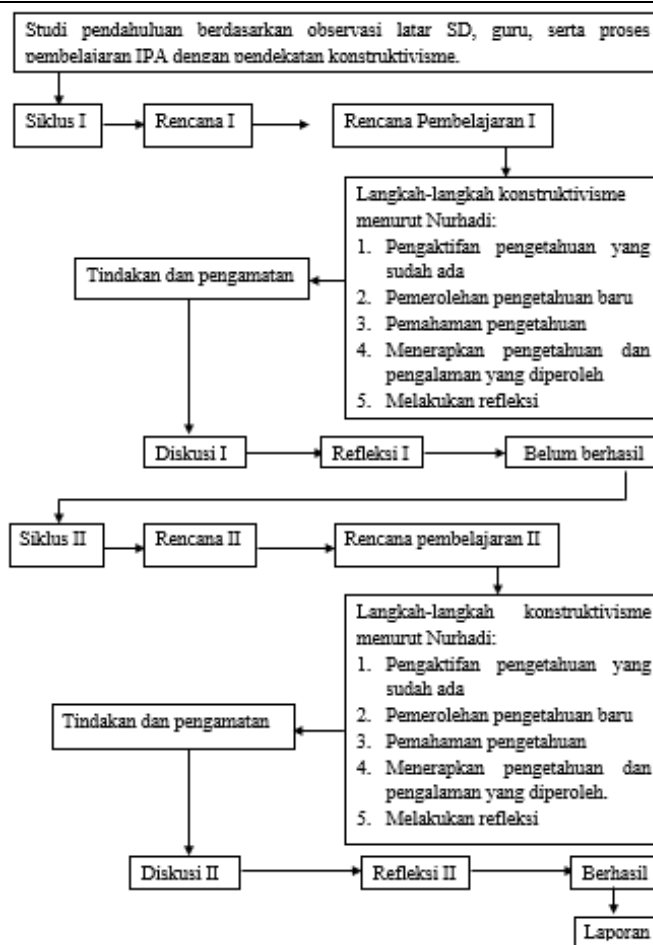 Studi pendahuluan berdasarkan observasi latar SD, guru, serta proses
pembelajaran IPA dengan pendekatan konstruktivisme.
Siklus I
Rencana I
Rencana Pembelajaran I
Langkah-langkah konstruktivisme
menurut Nurhadi:
1. Pengaktifan pengetahuan yang
sudah ada
2. Pemerolehan pengetahuan baru
3. Pemahaman pengetahuan
4. Menerapkan pengetahuan dan
pengalaman yang diperoleh
5. Melakukan refleksi
Tindakan dan pengamatan
Diskusi I
Refleksi I
Belum berhasil
Siklus II
Rencana II
Rencana pembelajaran II
Langkah-langkah konstruktivisme
menurut Nurhadi:
1. Pengaktifan pengetahuan yang
sudah ada
2. Pemerolehan pengetahuan baru
3. Pemahaman pengetahuan
4. Menerapkan pengetahuan dan
pengalaman yang diperoleh.
5. Melakukan refleksi
Tindakan dan pengamatan
Diskusi II
Refleksi II
Berhasil
Laporan